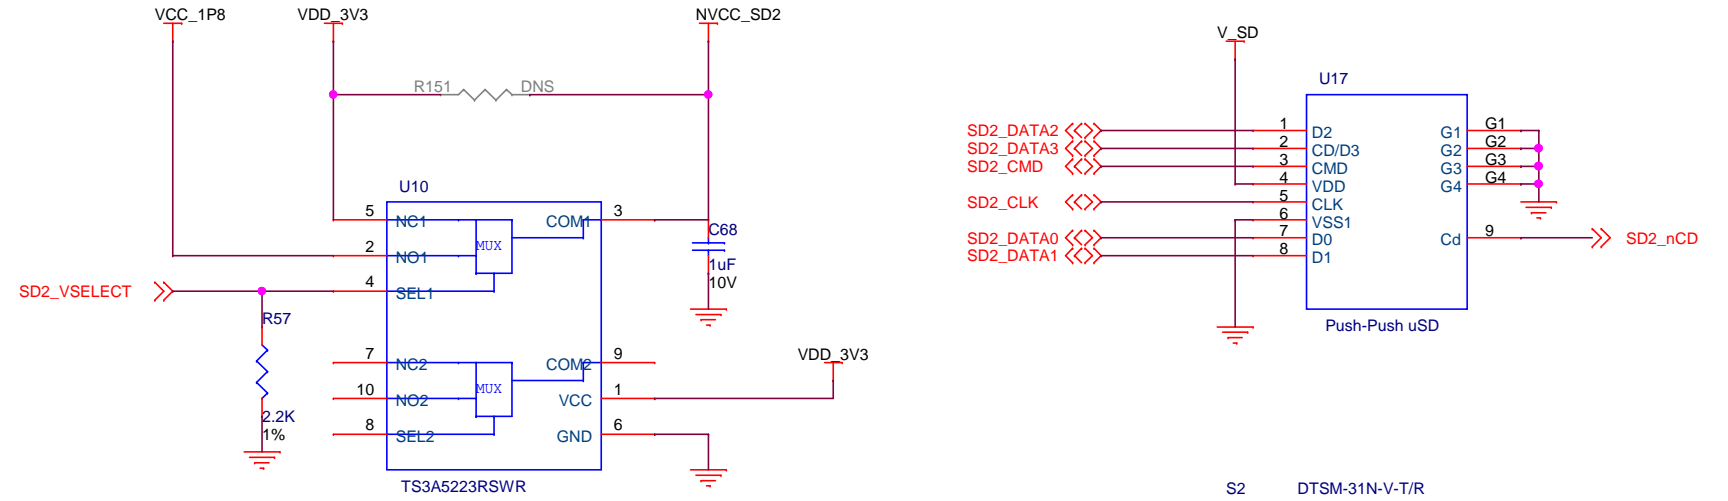 VCC_1P8
VDD_3V3
NVCC_SD2
R151
DNS
U10
5
NC1
COM1
3
MUX
2
NO1
C68
1uF
10V
SD2_VSELECT
4
SEL1
R57
2.2K
1%
7
NC2
COM2
9
MUX
10
NO2
VCC
1
VDD_3V3
8
SEL2
GND
6
TS3A5223RSWR
V_SD
U17
SD2_DATA2
1
D2
G1
G1
SD2_DATA3
2
CD/D3
G2
G2
SD2_CMD
3
CMD
G3
G3
4
VDD
G4
G4
SD2_CLK
5
CLK
6
VSS1
SD2_DATA0
7
D0
Cd
9
SD2_nCD
SD2_DATA1
8
D1
Push-Push uSD
S2
DTSM-31N-V-T/R